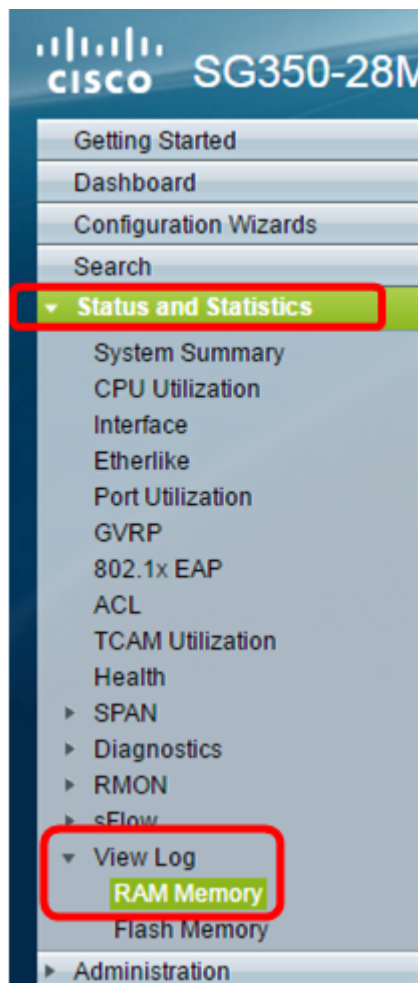 cisco SG350-28M
Getting Started
Dashboard
Configuration Wizards
Search
Status and Statistics
System Summary
CPU Utilization
Interface
Etherlike
Port Utilization
GVRP
802.1x EAP
ACL
TCAM Utilization
Health
SPAN
Diagnostics
RMON
sFlow
View Log
RAM Memory
Flash Memory
Administration